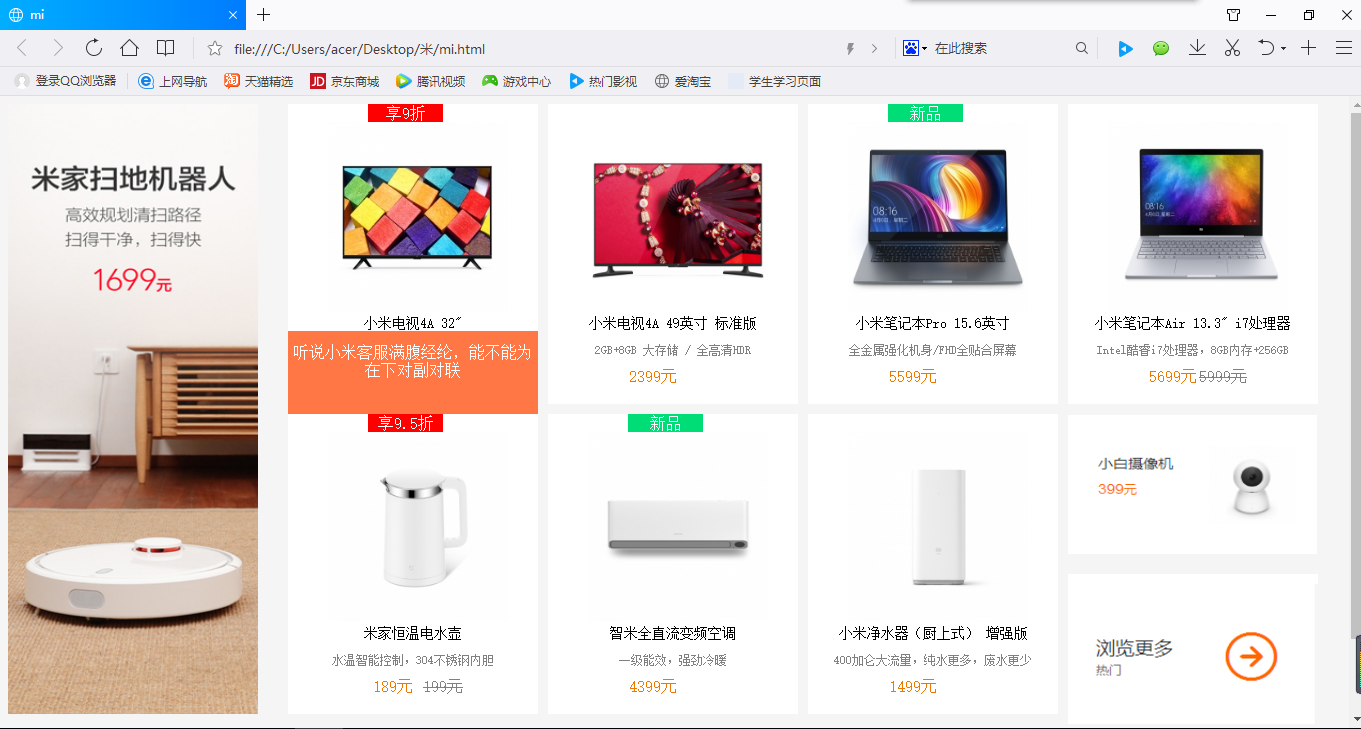 mi
file:///C:/Users/acer/Desktop/米/mi.html
在此搜索
登录QQ浏览器
上网导航
淘
天猫精选
JD
京东商城
腾讯视频
游戏中心
热门影视
爱淘宝
学生学习页面
米家扫地机器人
高效规划清扫路径
扫得干净，扫得快
1699元
享9折
小米电视4A 32″
听说小米客服满腹经纶，能不能为
在下对副对联
小米电视4A 49英寸 标准版
2GB+8GB 大存储 / 全高清HDR
2399元
新品
08:16
小米笔记本Pro 15.6英寸
全金属强化机身/FHD全贴合屏幕
5599元
08:16
小米笔记本Air 13.3″ i7处理器
Intel酷睿i7处理器，8GB内存+256GB
5699元 5999元
享9.5折
米家恒温电水壶
水温智能控制，304不锈钢内胆
189元 199元
新品
智米全直流变频空调
一级能效，强劲冷暖
4399元
小米净水器（厨上式） 增强版
400加仑大流量，纯水更多，废水更少
1499元
小白摄像机
399元
浏览更多
热门